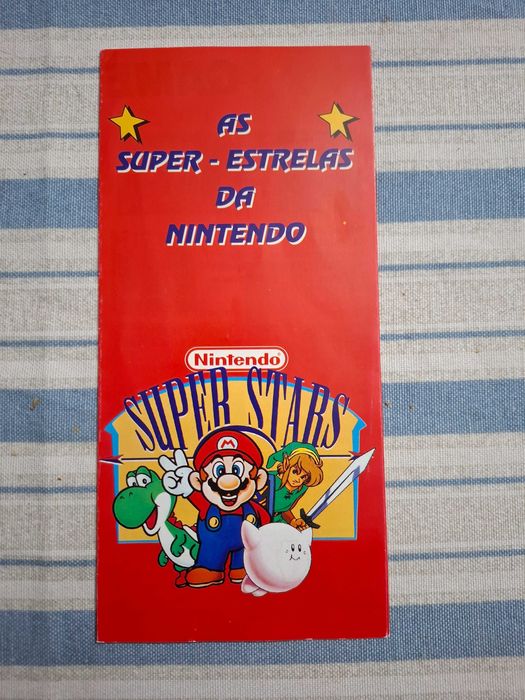 AS
SUPER - ESTRELAS
DA
NINTENDO
Nintendo®
SUPER STARS
M